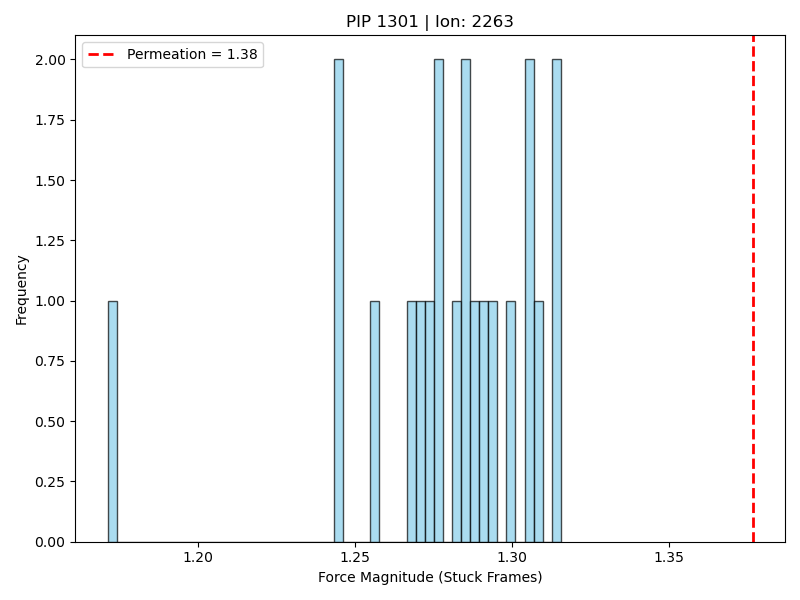 PIP 1301 | Ion: 2263
Permeation = 1.38
2.00
1.75
1.50
1.25
1.00
0.75
0.50
0.25
0.00
Frequency
1.20 1.25 1.30 1.35
Force Magnitude (Stuck Frames)